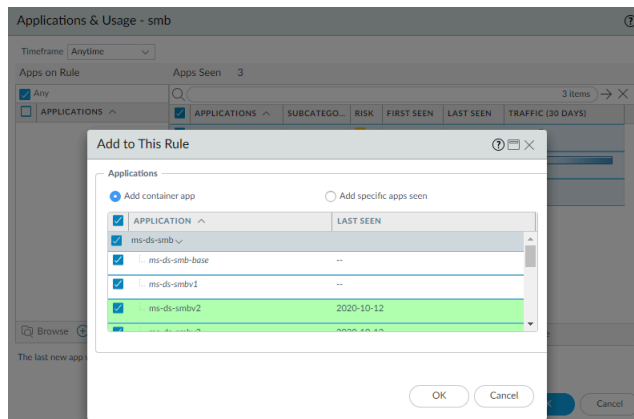 Applications & Usage - smb
Timeframe Anytime
Apps on Rule Apps Seen 3
Any 3 items
APPLICATIONS APPLICATIONS SUBCATEGO... RISK FIRST SEEN LAST SEEN TRAFFIC (30 DAYS)
Add to This Rule
Applications
Add container app Add specific apps seen
APPLICATION LAST SEEN
ms-ds-smb
ms-ds-smb-base --
ms-ds-smbv1 --
ms-ds-smbv2 2020-10-12
Browse
The last new app
OK Cancel
Cancel